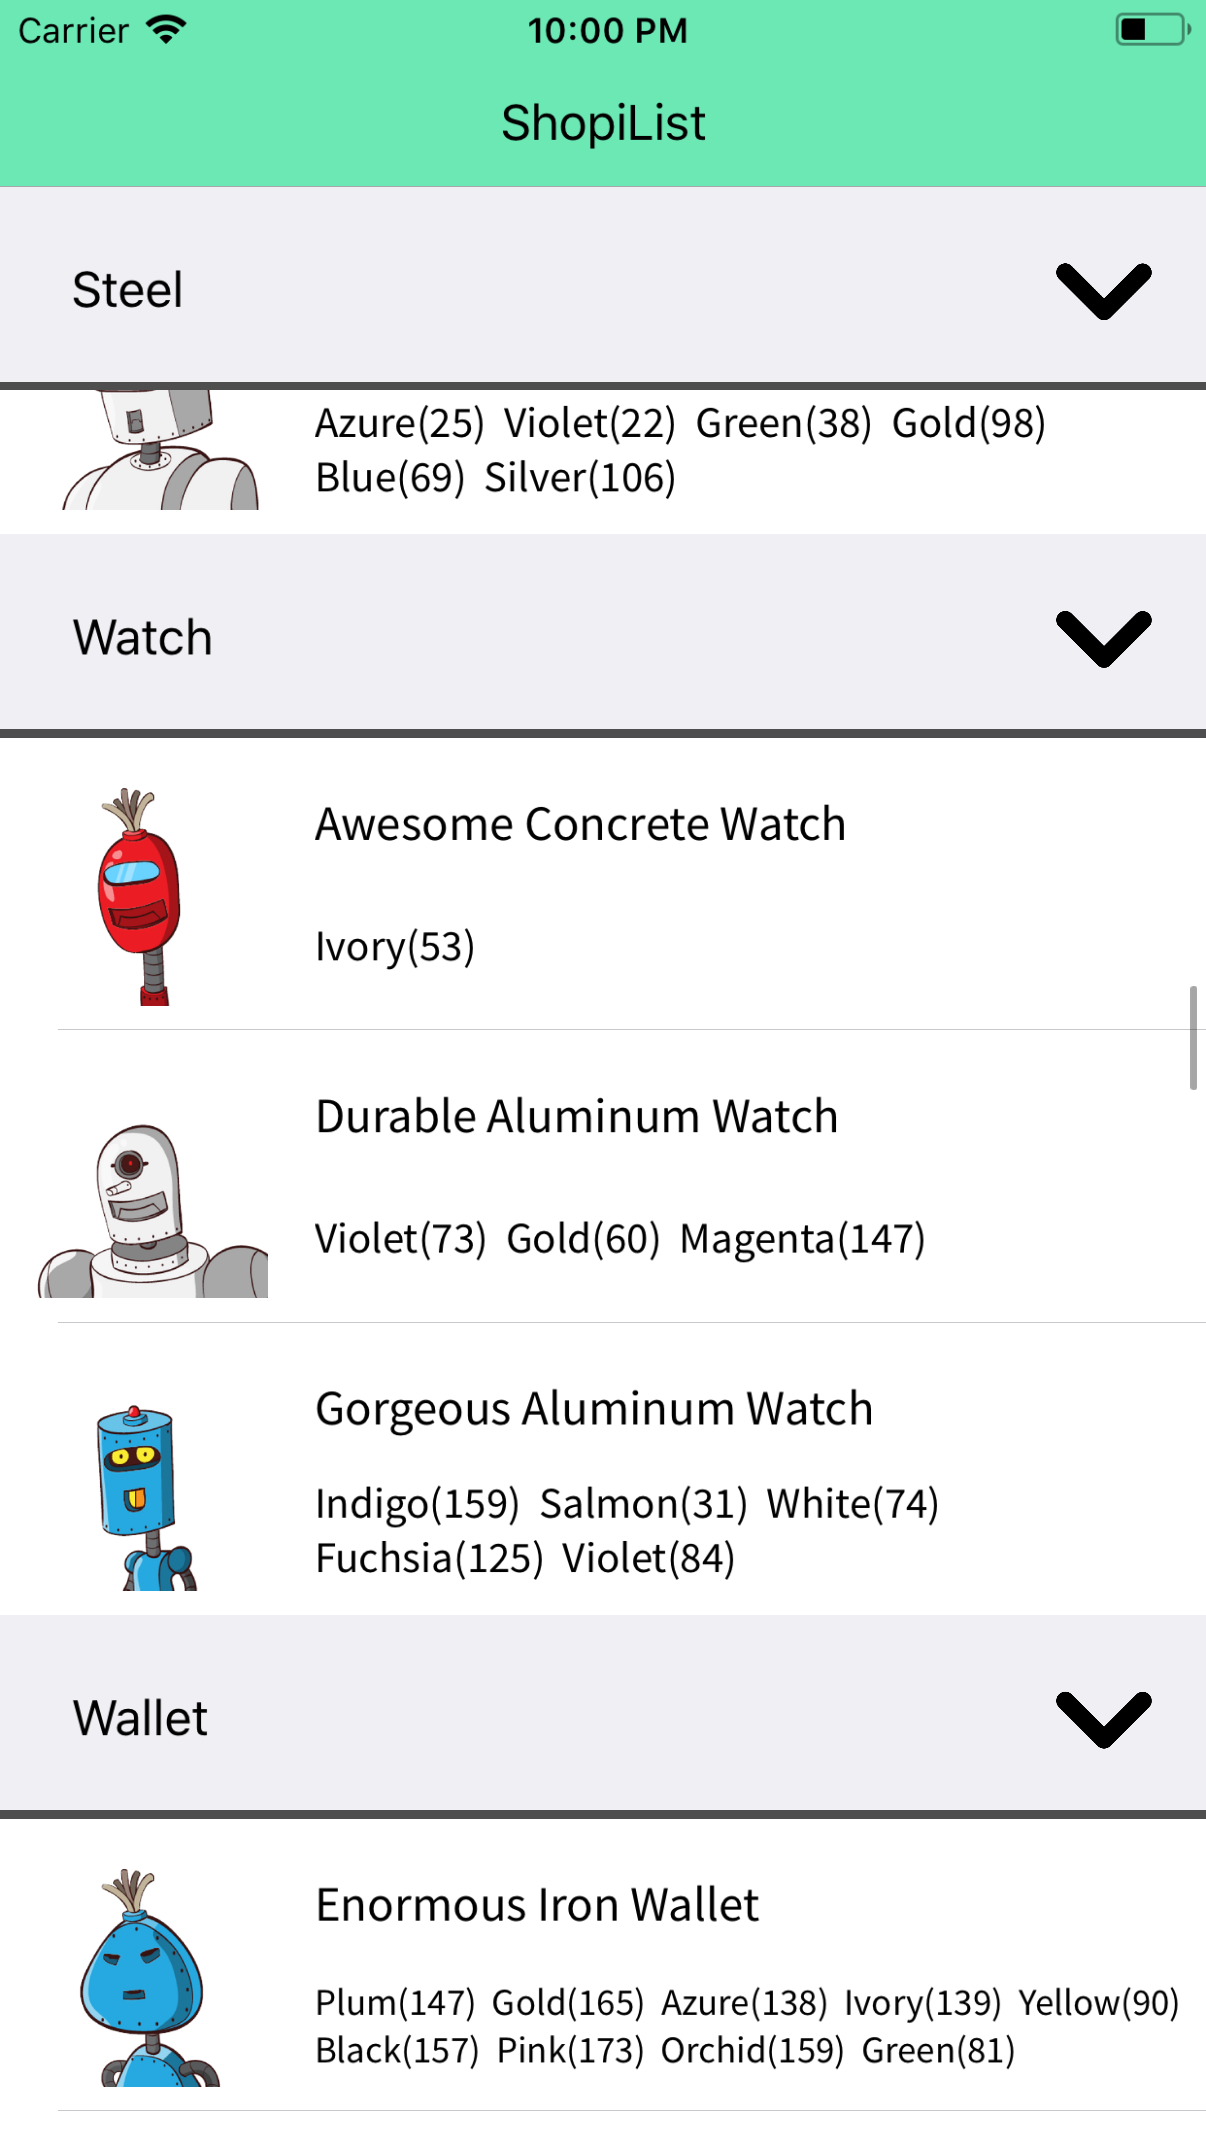 Carrier 10:00 PM
ShopiList
Steel
Azure(25) Violet(22) Green(38) Gold(98)
Blue(69) Silver(106)
Watch
Awesome Concrete Watch
Ivory(53)
Durable Aluminum Watch
Violet(73) Gold(60) Magenta(147)
Gorgeous Aluminum Watch
Indigo(159) Salmon(31) White(74)
Fuchsia(125) Violet(84)
Wallet
Enormous Iron Wallet
Plum(147) Gold(165) Azure(138) Ivory(139) Yellow(90)
Black(157) Pink(173) Orchid(159) Green(81)